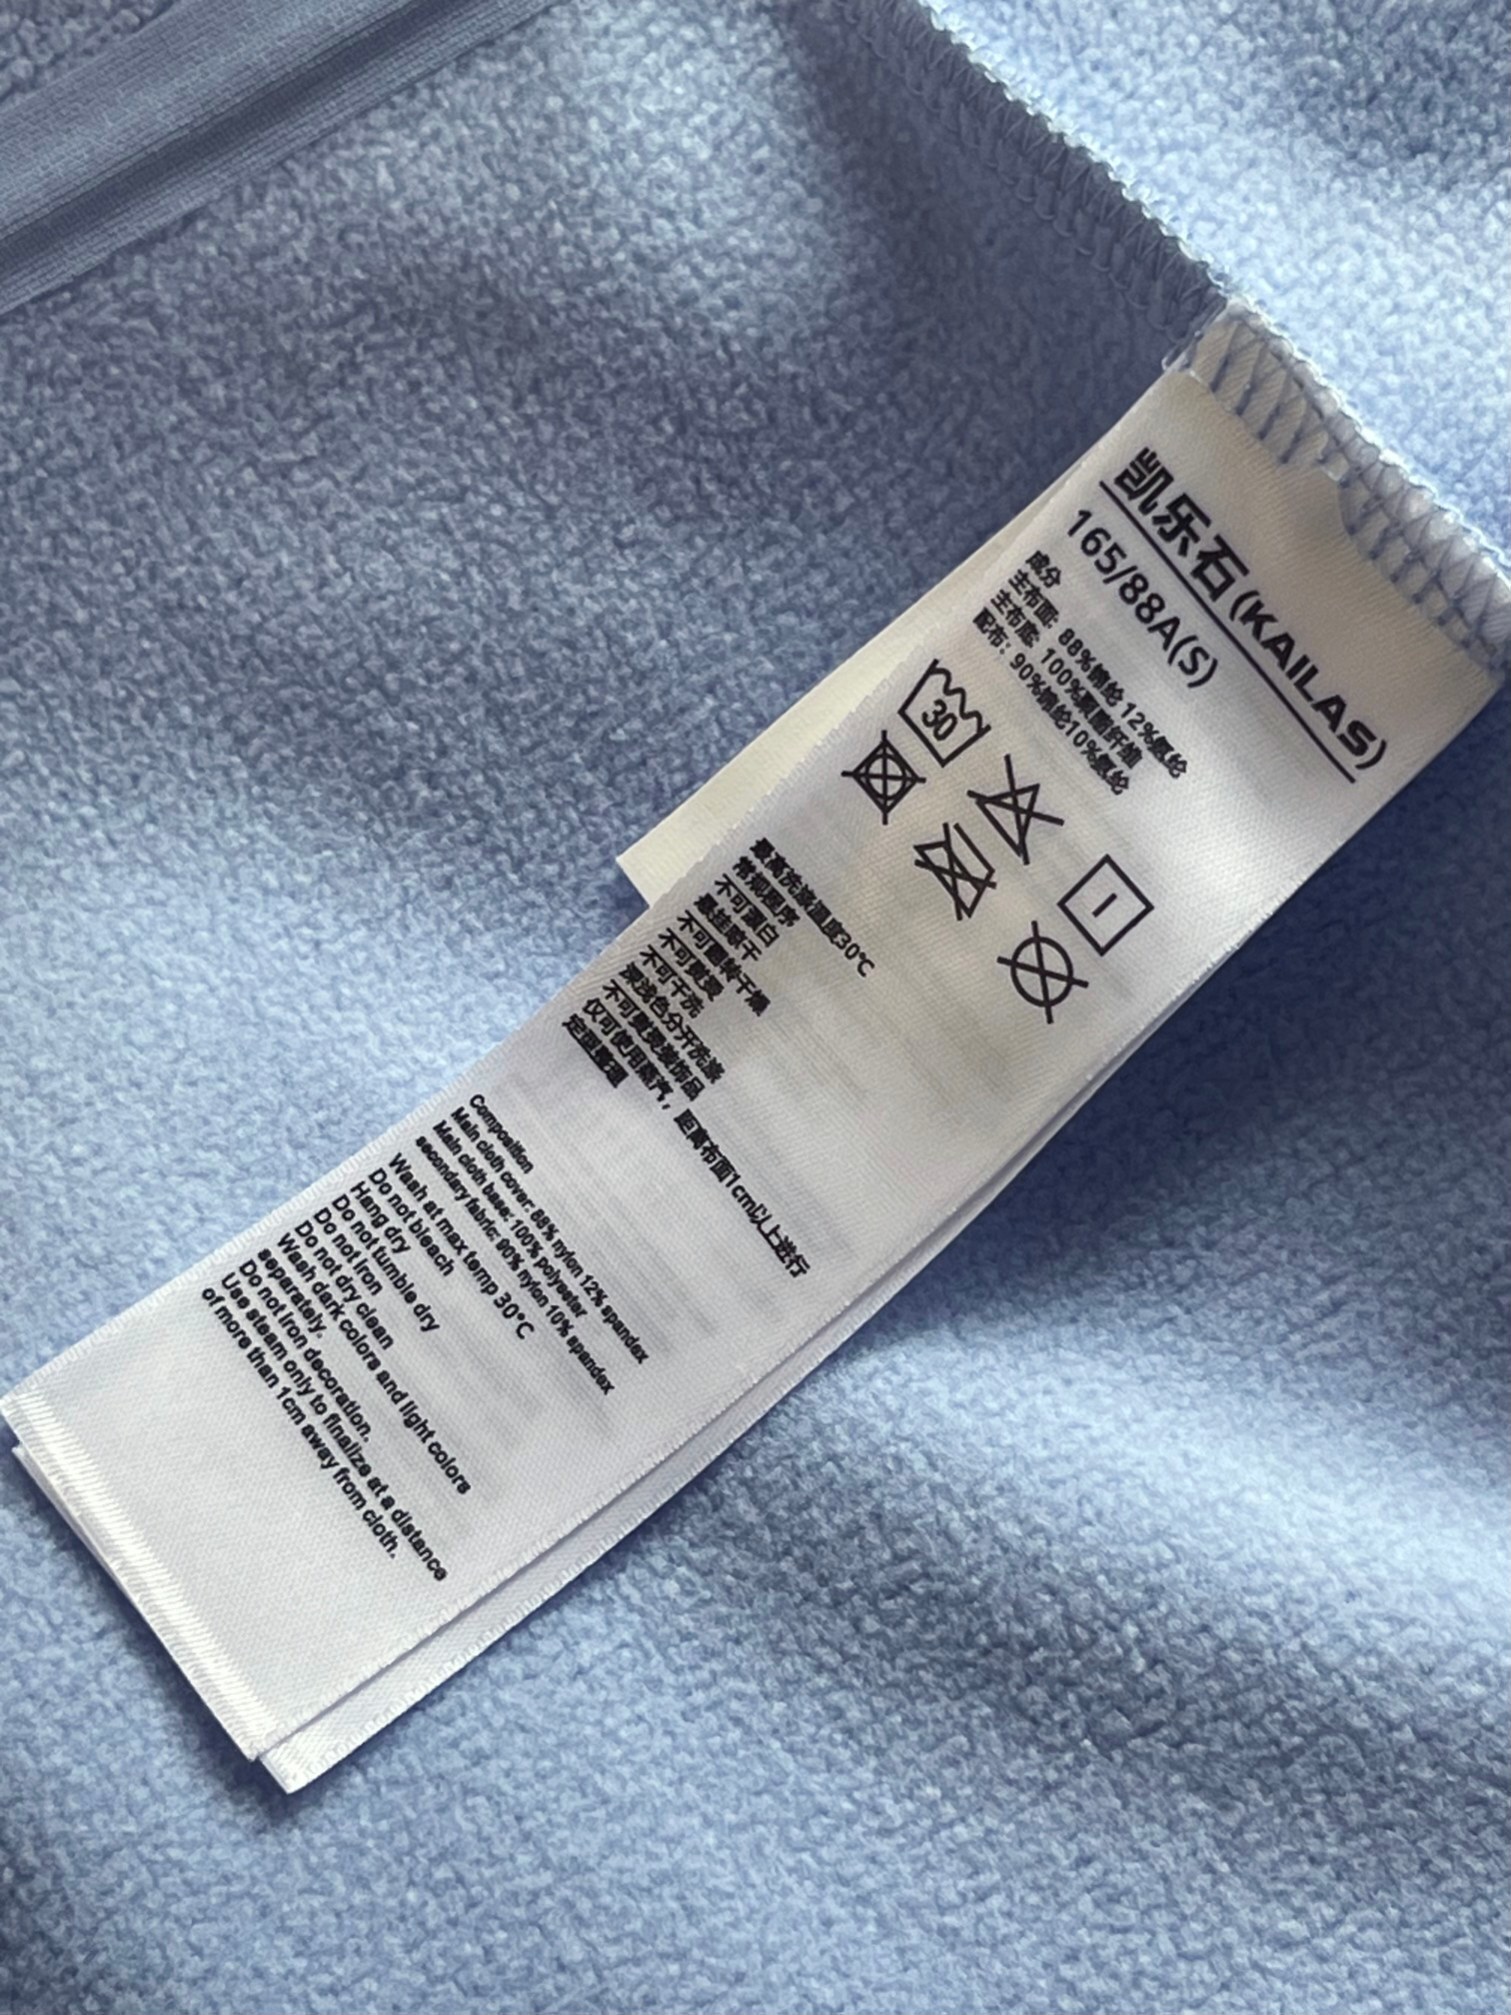 凯乐石(KAILAS)
165/88A(S)
成分
主布面: 88%锦纶 12%氨纶
主布底: 100%聚酯纤维
配布: 90%锦纶10%氨纶
30
最高洗涤温度30℃
常规程序
不可漂白
悬挂晾干
不可翻转干燥
不可熨烫
不可干洗
深浅色分开洗涤
不可熨烫装饰品
仅可使用蒸汽，距离布面1cm以上进行
定型整理
Composition
Main cloth cover: 88% nylon 12% spandex
Main cloth base: 100% polyester
secondary fabric: 90% nylon 10% spandex
Wash at max temp 30°C
Do not bleach
Hang dry
Do not tumble dry
Do not iron
Do not dry clean
Wash dark colors and light colors
separately.
Do not iron decoration.
Use steam only to finalize at a distance
of more than 1cm away from cloth.